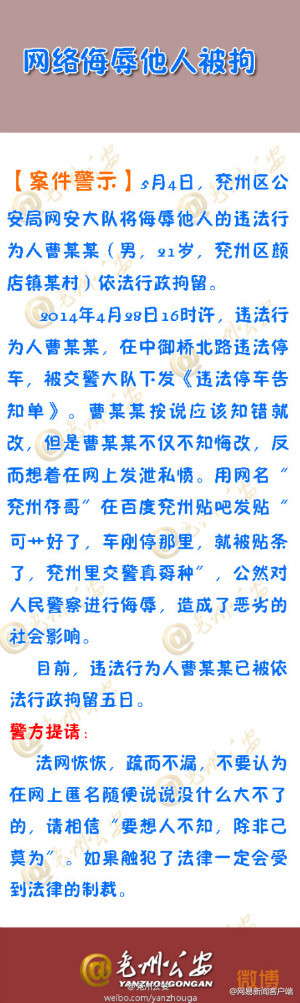 网络侮辱他人被拘
【案件警示】5月4日，兖州区公
安局网安大队将侮辱他人的违法行
为人曹某某（男，21岁，兖州区颜
店镇某村）依法行政拘留。
2014年4月28日16时许，违法行
为人曹某某，在中御桥北路违法停
车，被交警大队下发《违法停车告
知单》。曹某某按说应该知错就
改，但是曹某某不仅不知悔改，反
而想着在网上发泄私愤。用网名“
兖州存哥”在百度兖州贴吧发贴“
可艹好了，车刚停那里，就被贴条
了，兖州里交警真孬种”，公然对
人民警察进行侮辱，造成了恶劣的
社会影响。
目前，违法行为人曹某某已被依
法行政拘留五日。
警方提请：
法网恢恢，疏而不漏，不要认为
在网上匿名随便说说没什么大不了
的，请相信“要想人不知，除非己
莫为”。如果触犯了法律一定会受
到法律的制裁。
@兖州公安
YANZHOUGONGAN
微博
@兖州公安
weibo.com/yanzhouga
@网易新闻客户端